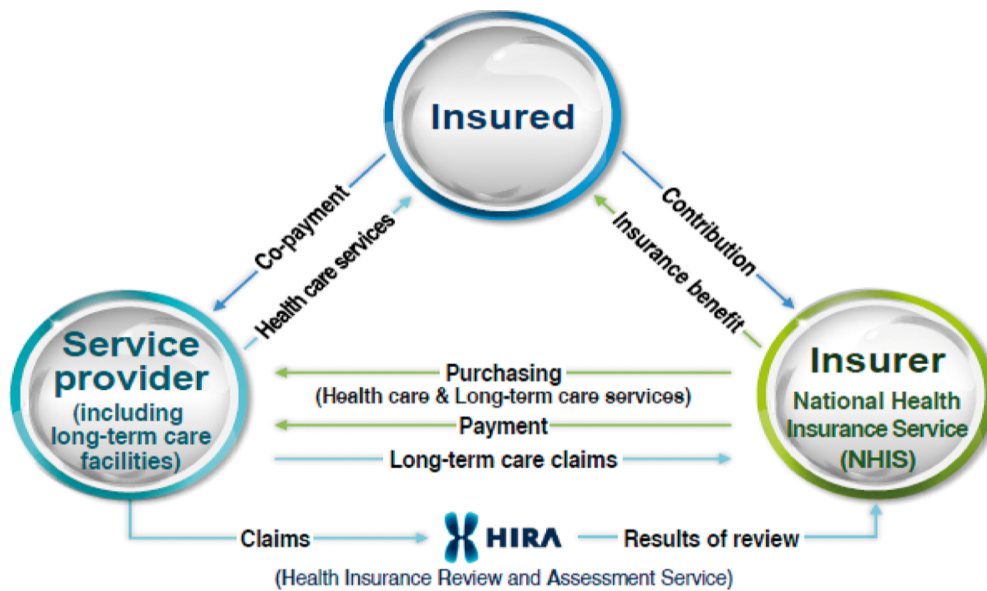 Insured
Co-payment
Health care services
Contribution
Insurance benefit
Service
provider
(including
long-term care
facilities)
Purchasing
(Health care & Long-term care services)
Payment
Long-term care claims
Insurer
National Health
Insurance Service
(NHIS)
Claims
HIRA
Results of review
(Health Insurance Review and Assessment Service)